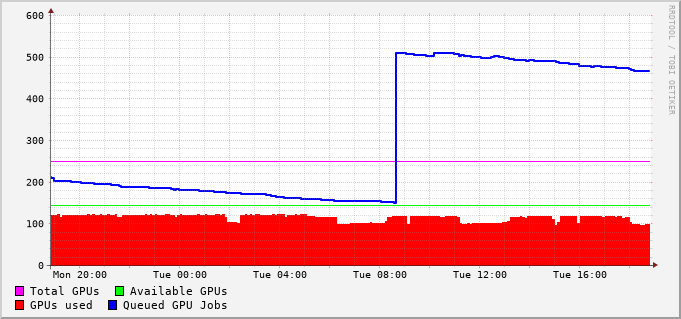 600
500
400
300
200
100
0
Mon 20:00 Tue 00:00 Tue 04:00 Tue 08:00 Tue 12:00 Tue 16:00
Total GPUs Available GPUs
GPUs used Queued GPU Jobs
RRDTOOL / TOBI OETIKER